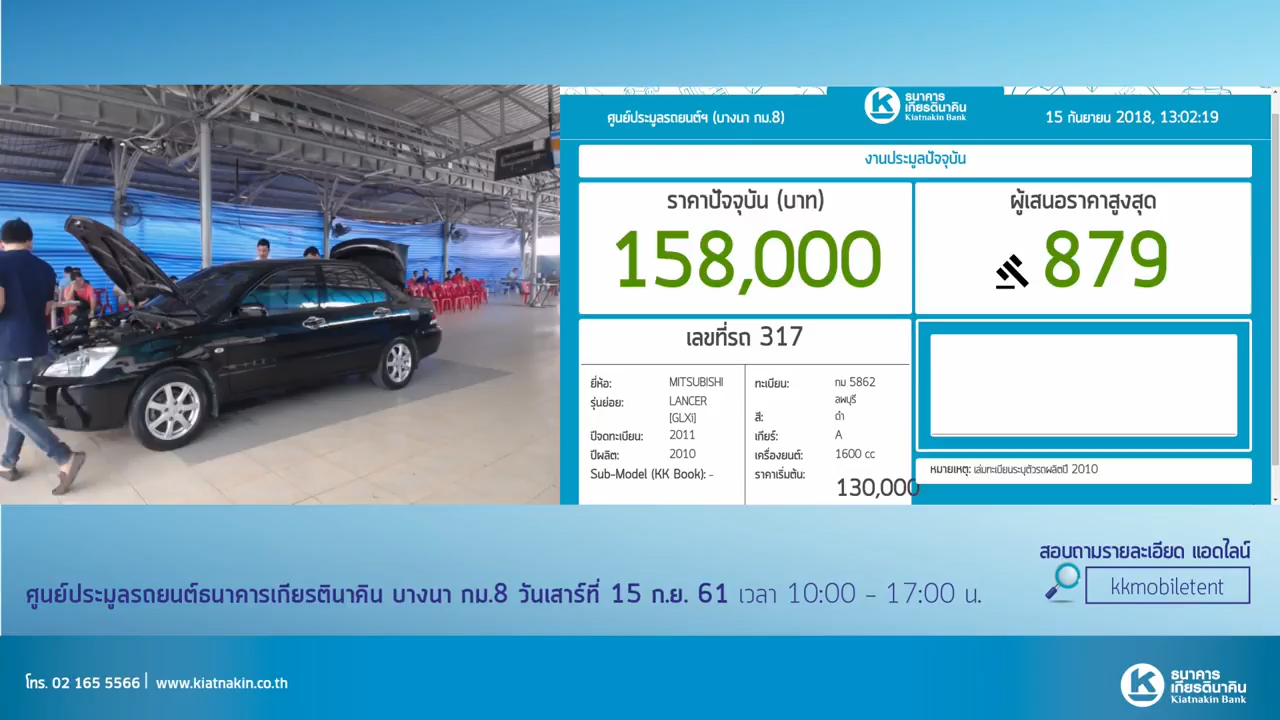 ศูนย์ประมูลรถยนต์ฯ (บางนา กม.8)
ธนาคาร
เกียรตินาคิน
Kiatnakin Bank
15 กันยายน 2018, 13:02:19
งานประมูลปัจจุบัน
ราคาปัจจุบัน (บาท)
158,000
ผู้เสนอราคาสูงสุด
879
เลขที่รถ 317
ยี่ห้อ: MITSUBISHI
รุ่นย่อย: LANCER
[GLXi]
ปีจดทะเบียน: 2011
ปีผลิต: 2010
Sub-Model (KK Book): -
ทะเบียน: กม 5862
ลพบุรี
สี: ดำ
เกียร์: A
เครื่องยนต์: 1600 cc
ราคาเริ่มต้น: 130,000
หมายเหตุ: เล่มทะเบียนระบุตัวรถผลิตปี 2010
สอบถามรายละเอียด แอดไลน์
kkmobiletent
ศูนย์ประมูลรถยนต์ธนาคารเกียรตินาคิน บางนา กม.8 วันเสาร์ที่ 15 ก.ย. 61 เวลา 10:00 - 17:00 น.
โทร. 02 165 5566 | www.kiatnakin.co.th
ธนาคาร
เกียรตินาคิน
Kiatnakin Bank